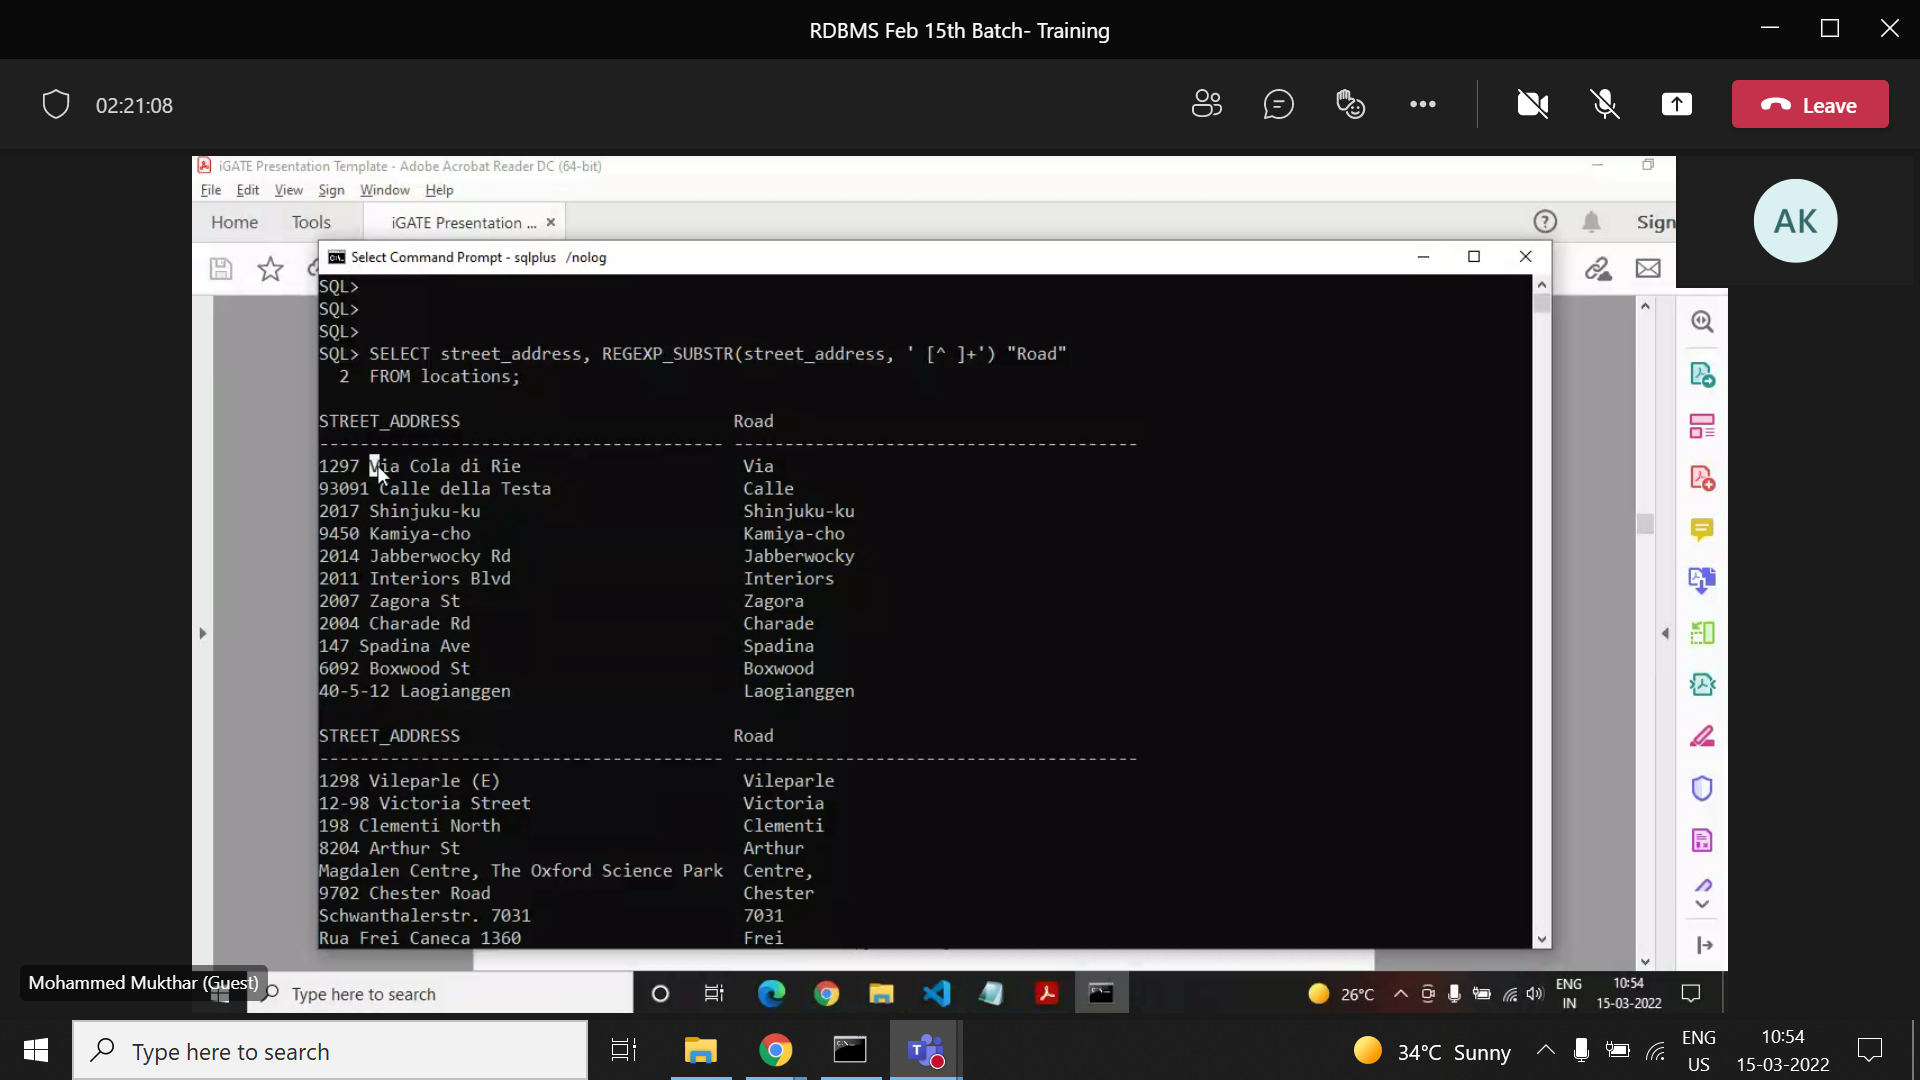 RDBMS Feb 15th Batch- Training
02:21:08
Leave
iGATE Presentation Template - Adobe Acrobat Reader DC (64-bit)
File Edit View Sign Window Help
Home Tools iGATE Presentation ... × Sign
AK
Select Command Prompt - sqlplus /nolog
SQL>
SQL>
SQL>
SQL> SELECT street_address, REGEXP_SUBSTR(street_address, ' [^ ]+') "Road"
2 FROM locations;
STREET_ADDRESS Road
---------------------------------------- ----------------------------------------
1297 Via Cola di Rie Via
93091 Calle della Testa Calle
2017 Shinjuku-ku Shinjuku-ku
9450 Kamiya-cho Kamiya-cho
2014 Jabberwocky Rd Jabberwocky
2011 Interiors Blvd Interiors
2007 Zagora St Zagora
2004 Charade Rd Charade
147 Spadina Ave Spadina
6092 Boxwood St Boxwood
40-5-12 Laogianggen Laogianggen
STREET_ADDRESS Road
---------------------------------------- ----------------------------------------
1298 Vileparle (E) Vileparle
12-98 Victoria Street Victoria
198 Clementi North Clementi
8204 Arthur St Arthur
Magdalen Centre, The Oxford Science Park Centre,
9702 Chester Road Chester
Schwanthalerstr. 7031 7031
Rua Frei Caneca 1360 Frei
Mohammed Mukthar (Guest)
Type here to search
26°C
ENG
IN
10:54
15-03-2022
Type here to search
34°C Sunny
ENG
US
10:54
15-03-2022